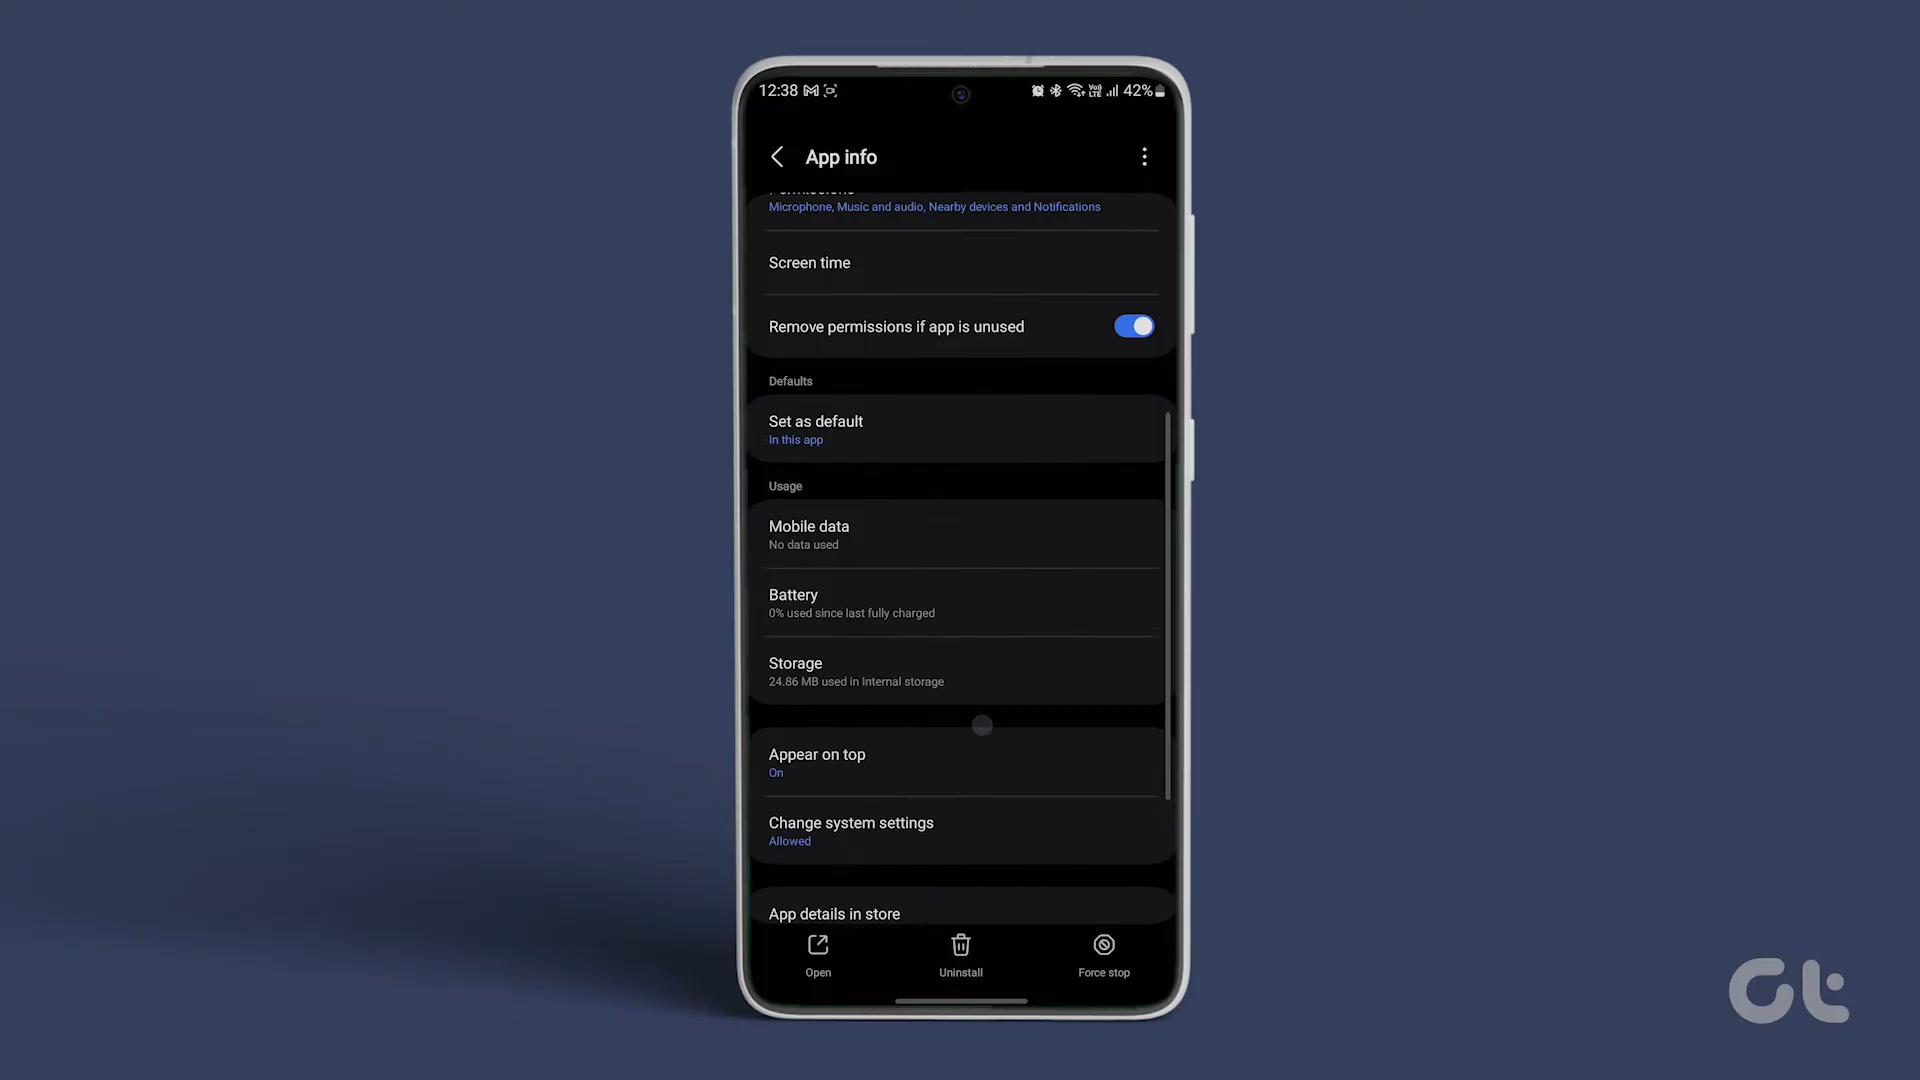 12:38 42%
App info
Microphone, Music and audio, Nearby devices and Notifications
Screen time
Remove permissions if app is unused
Defaults
Set as default
In this app
Usage
Mobile data
No data used
Battery
0% used since last fully charged
Storage
24.86 MB used in Internal storage
Appear on top
On
Change system settings
Allowed
App details in store
Open Uninstall Force stop
Gt